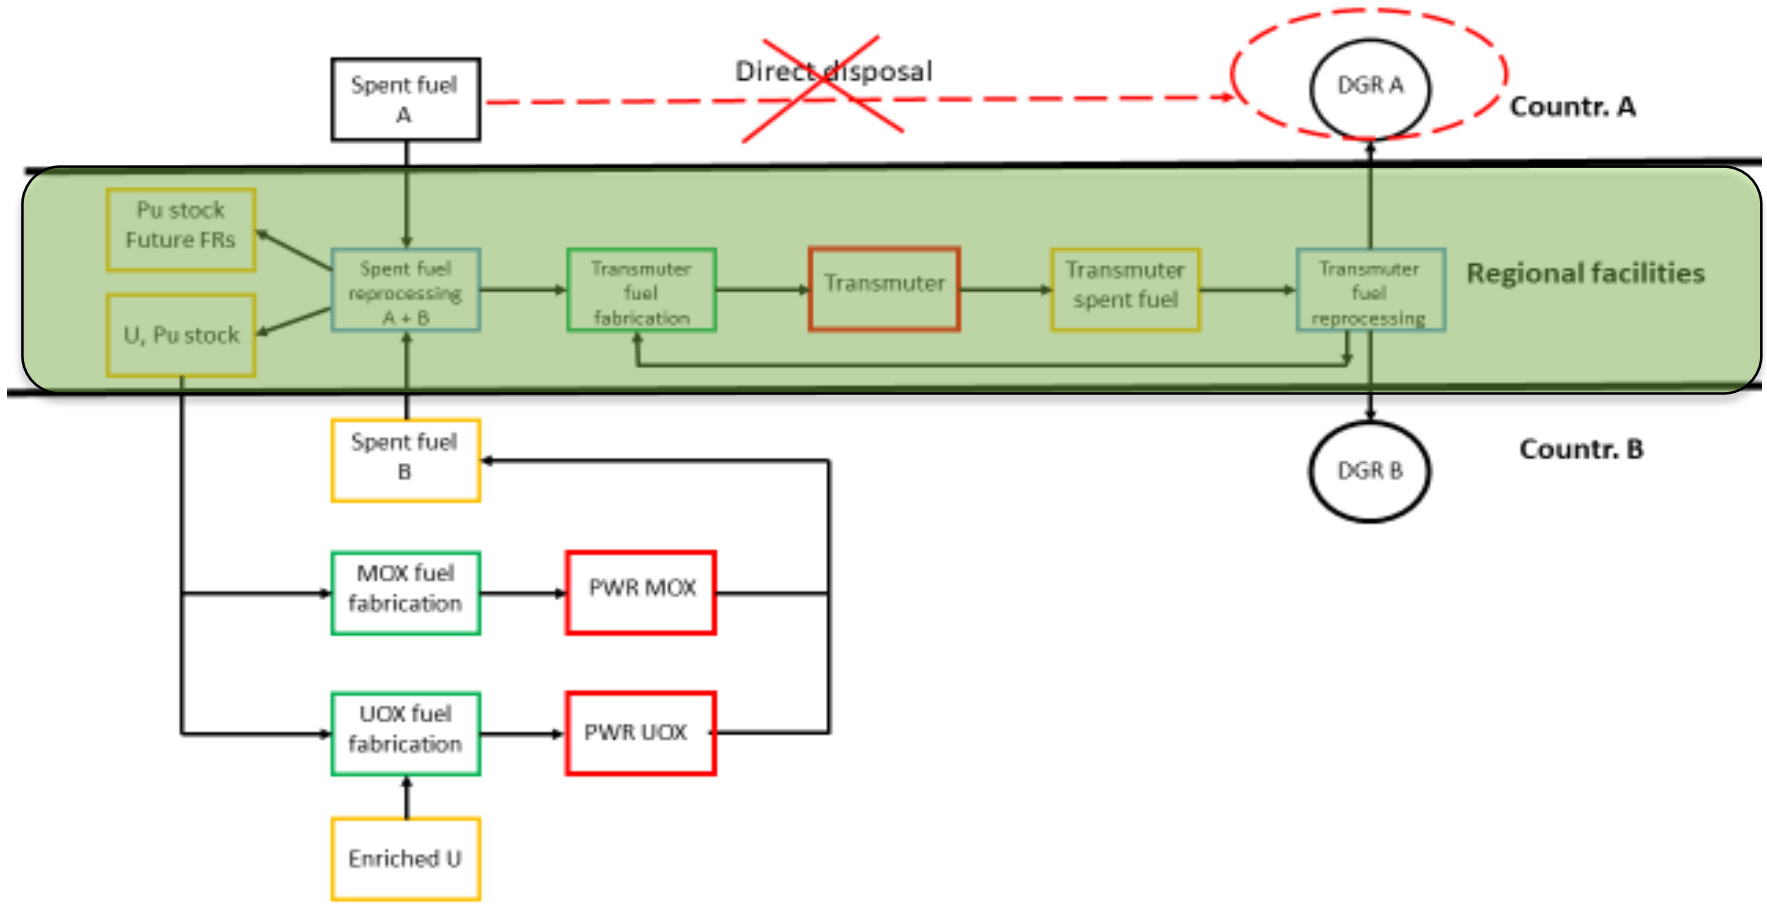 Spent fuel
A
Direct disposal
DGR A
Countr. A
Pu stock
Future FRs
U, Pu stock
Spent fuel
reprocessing
A + B
Transmuter
fuel
fabrication
Transmuter
Transmuter
spent fuel
Transmuter
fuel
reprocessing
Regional facilities
Spent fuel
B
DGR B
Countr. B
MOX fuel
fabrication
PWR MOX
UOX fuel
fabrication
PWR UOX
Enriched U